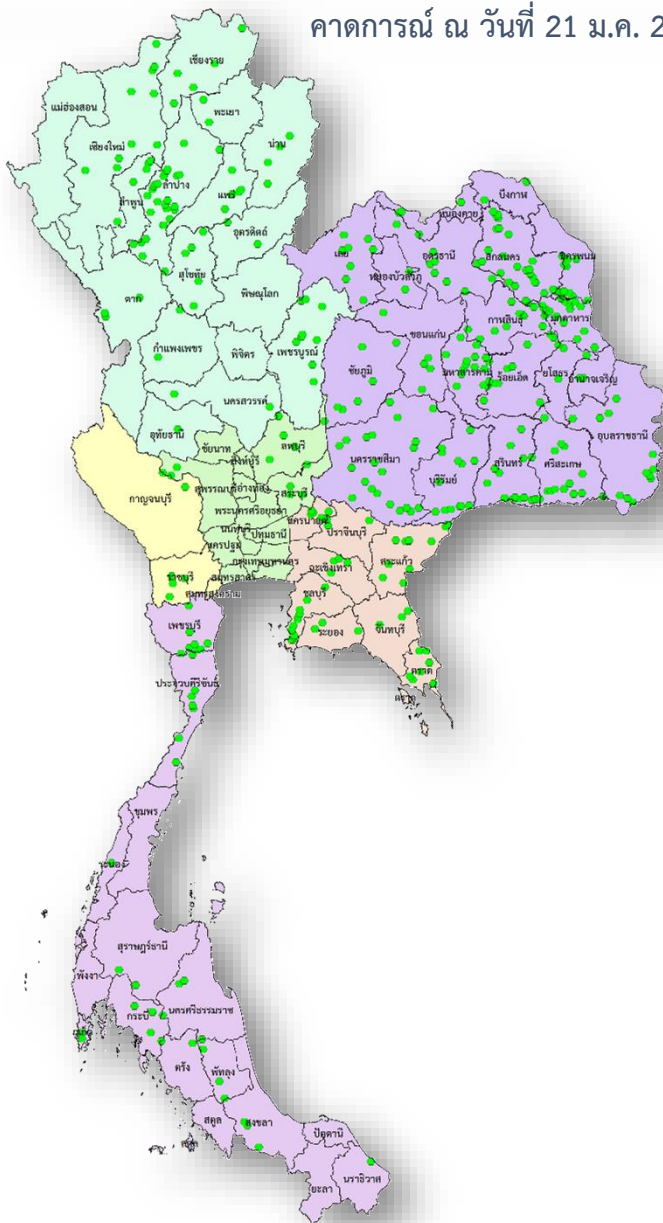 คาดการณ์ ณ วันที่ 21 ม.ค. 2
เชียงราย
แม่ฮ่องสอน
พะเยา
เชียงใหม่
น่าน
ลำปาง
ลำพูน
แพร่
อุตรดิตถ์
สุโขทัย
ตาก
พิษณุโลก
กำแพงเพชร
พิจิตร
เพชรบูรณ์
นครสวรรค์
อุทัยธานี
บึงกาฬ
หนองคาย
เลย
อุดรธานี
สกลนคร
นครพนม
หนองบัวลำภู
กาฬสินธุ์
มุกดาหาร
ขอนแก่น
ชัยภูมิ
มหาสารคาม
ร้อยเอ็ด
ยโสธร
อำนาจเจริญ
อุบลราชธานี
นครราชสีมา
บุรีรัมย์
สุรินทร์
ศรีสะเกษ
ชัยนาท
ลพบุรี
สิงห์บุรี
สุพรรณบุรี
อ่างทอง
สระบุรี
กาญจนบุรี
พระนครศรีอยุธยา
นครนายก
ปราจีนบุรี
นนทบุรี
ปทุมธานี
นครปฐม
กรุงเทพมหานคร
ฉะเชิงเทรา
สระแก้ว
ราชบุรี
สมุทรสาคร
สมุทรสงคราม
ชลบุรี
เพชรบุรี
ระยอง
จันทบุรี
ตราด
ตราด
ประจวบคีรีขันธ์
ชุมพร
ระนอง
สุราษฎร์ธานี
พังงา
นครศรีธรรมราช
กระบี่
ภูเก็ต
ตรัง
พัทลุง
สตูล
สงขลา
ปัตตานี
ยะลา
นราธิวาส